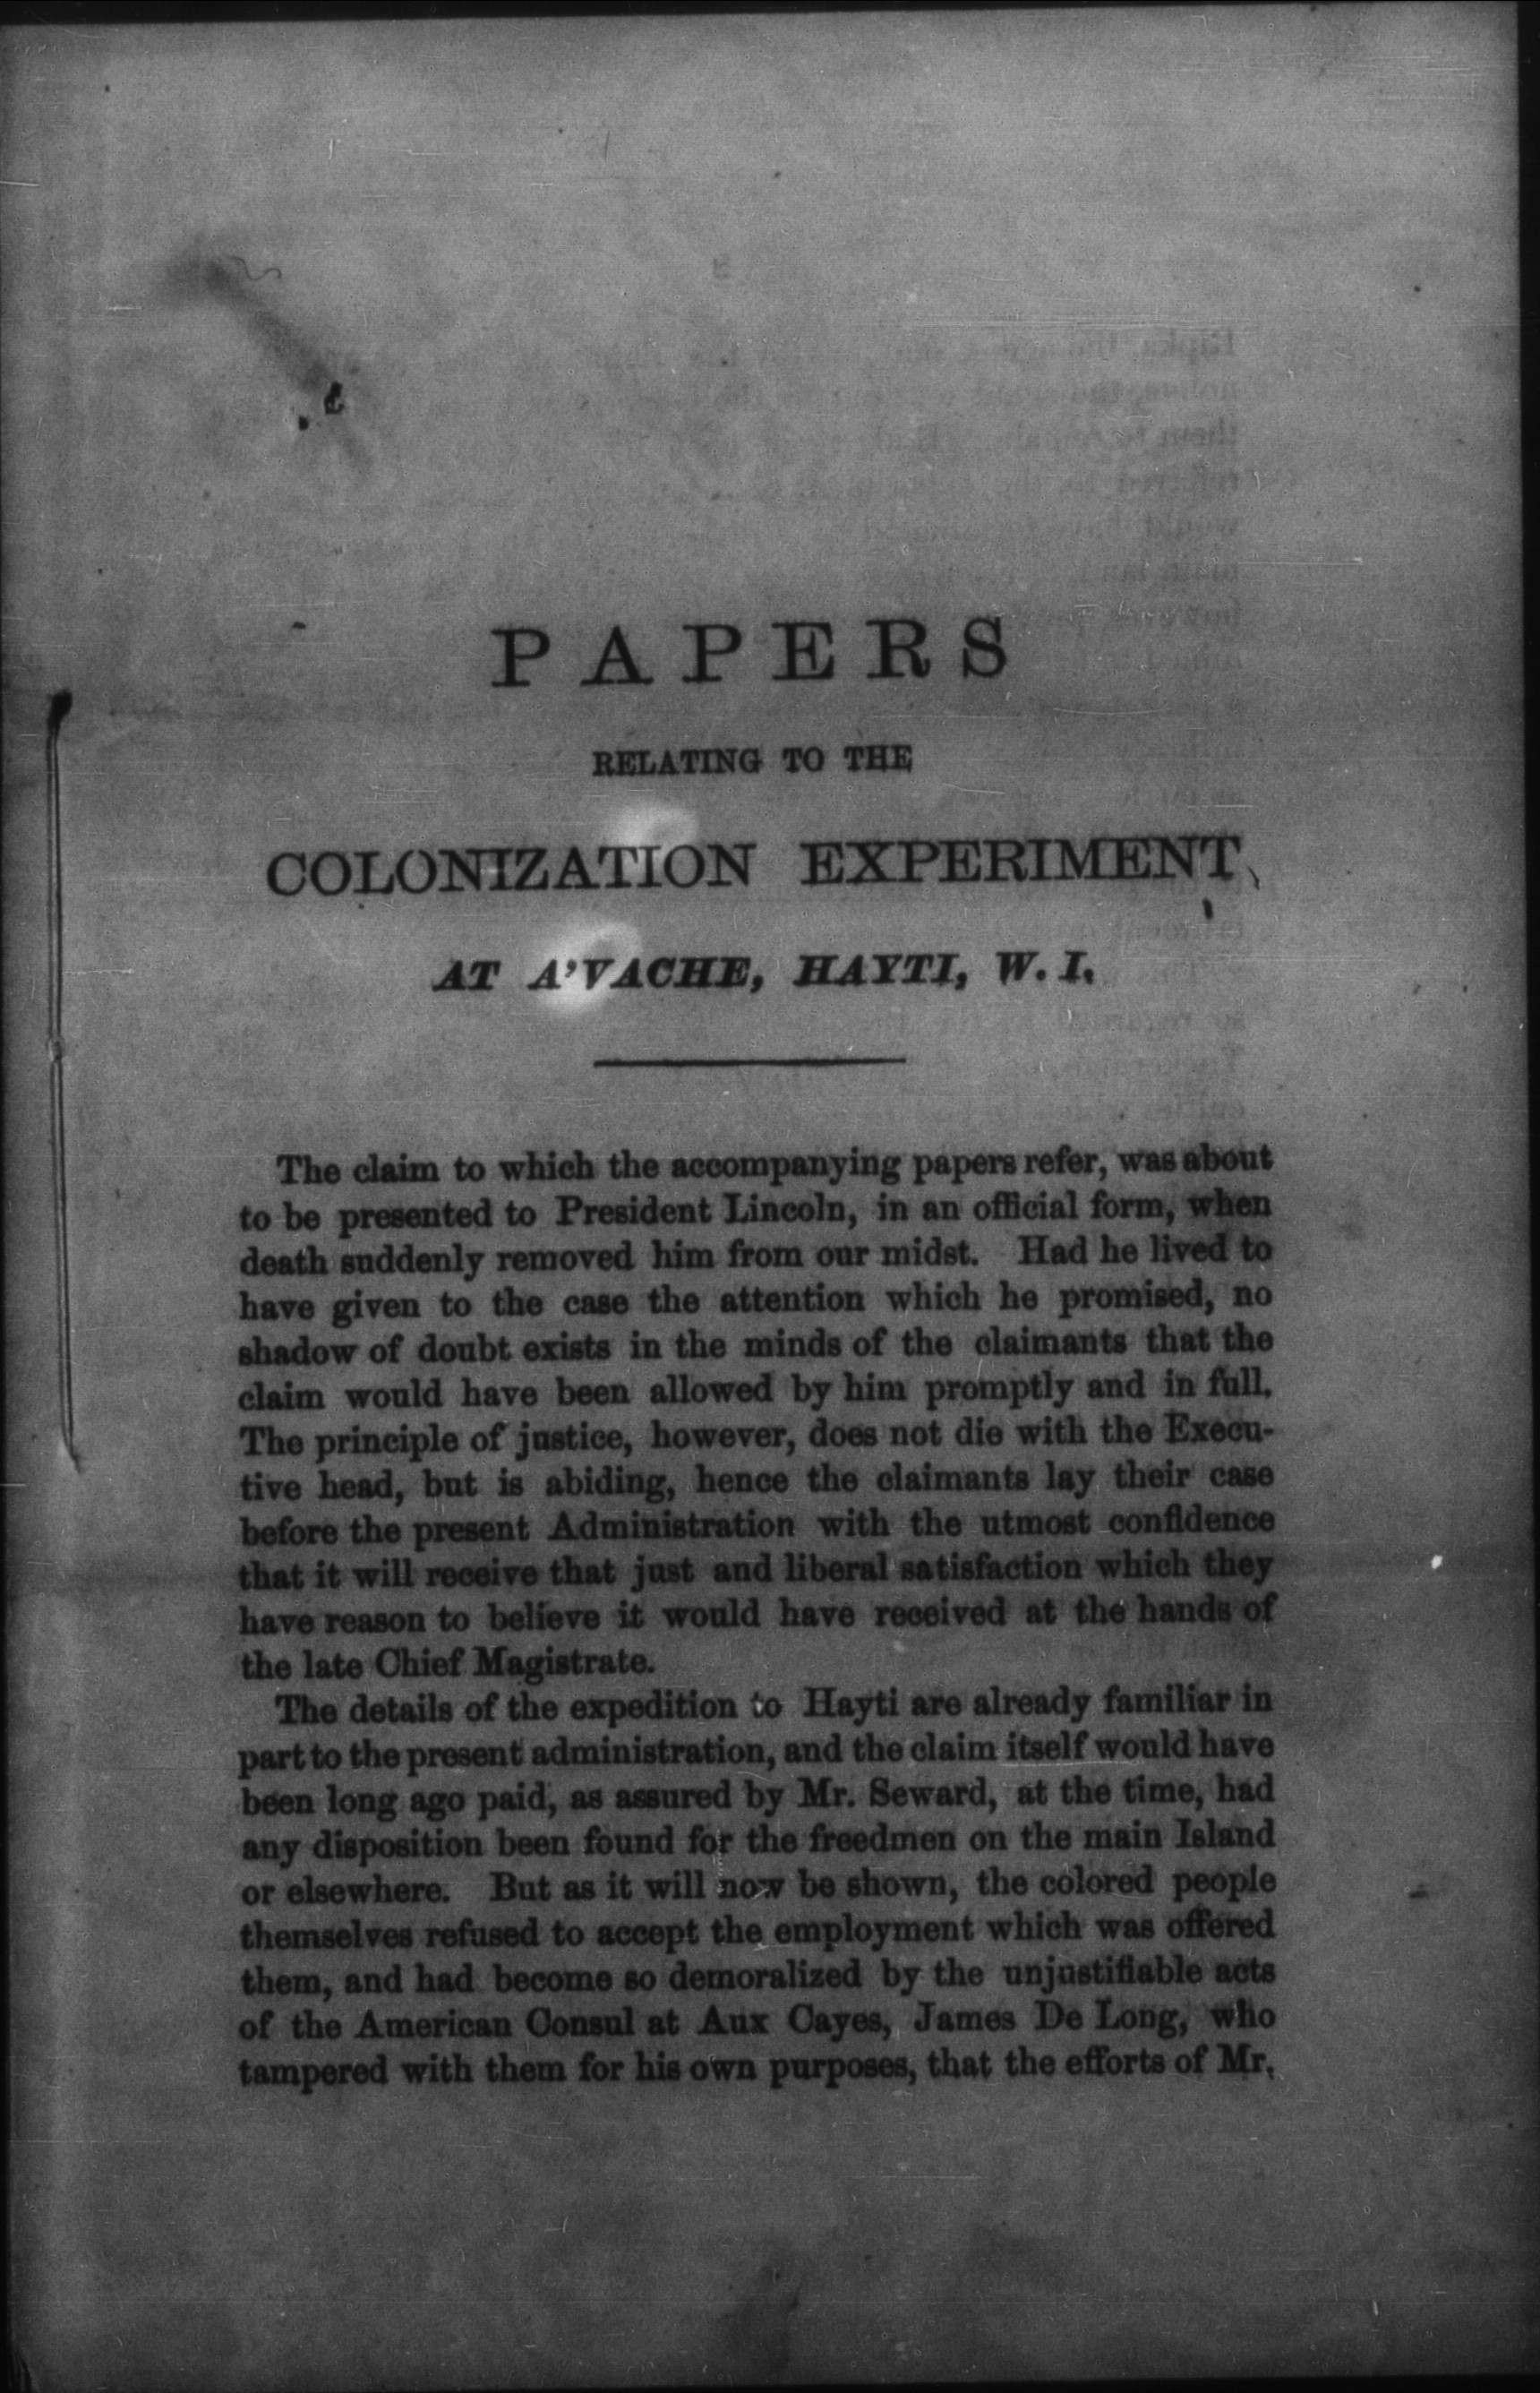 PAPERS
RELATING TO THE
COLONIZATION EXPERIMENT
AT A'VACHE, HAYTI, W. I.
The claim to which the accompanying papers refer, was about
to be presented to President Lincoln, in an official form, when
death suddenly removed him from our midst. Had he lived to
have given to the case the attention which he promised, no
shadow of doubt exists in the minds of the claimants that the
claim would have been allowed by him promptly and in full.
The principle of justice, however, does not die with the Execu-
tive head, but is abiding, hence the claimants lay their case
before the present Administration with the utmost confidence
that it will receive that just and liberal satisfaction which they
have reason to believe it would have received at the hands of
the late Chief Magistrate.
The details of the expedition to Hayti are already familiar in
part to the present administration, and the claim itself would have
been long ago paid, as assured by Mr. Seward, at the time, had
any disposition been found for the freedmen on the main Island
or elsewhere. But as it will now be shown, the colored people
themselves refused to accept the employment which was offered
them, and had become so demoralized by the unjustifiable acts
of the American Consul at Aux Cayes, James De Long, who
tampered with them for his own purposes, that the efforts of Mr.